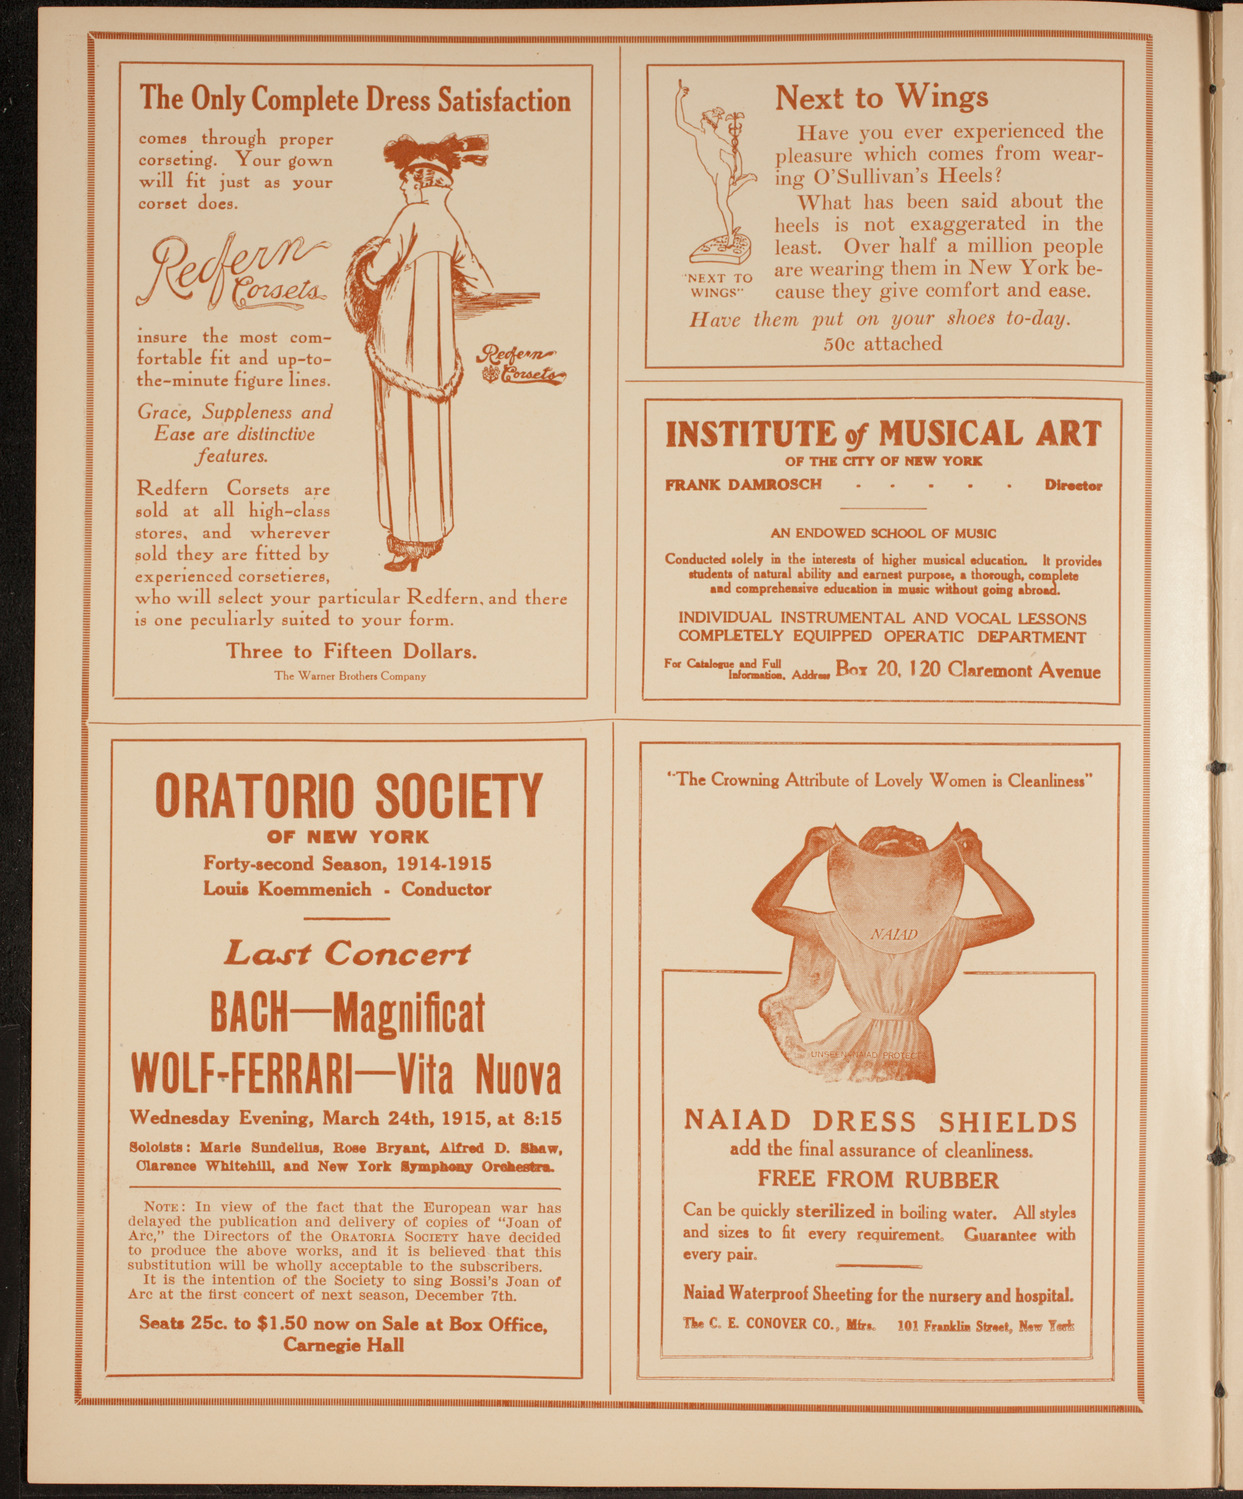 The Only Complete Dress Satisfaction
comes through proper
corseting. Your gown
will fit just as your
corset does.
Redfern
Corsets
insure the most com-
fortable fit and up-to-
the-minute figure lines.
Grace, Suppleness and
Ease are distinctive
features.
Redfern Corsets are
sold at all high-class
stores, and wherever
sold they are fitted by
experienced corsetieres,
who will select your particular Redfern, and there
is one peculiarly suited to your form.
Three to Fifteen Dollars.
The Warner Brothers Company
Redfern
Corsets
Next to Wings
Have you ever experienced the
pleasure which comes from wear-
ing O'Sullivan's Heels?
What has been said about the
heels is not exaggerated in the
least. Over half a million people
are wearing them in New York be-
cause they give comfort and ease.
"NEXT TO
WINGS"
Have them put on your shoes to-day.
50c attached
INSTITUTE of MUSICAL ART
OF THE CITY OF NEW YORK
FRANK DAMROSCH - - - - - Director
AN ENDOWED SCHOOL OF MUSIC
Conducted solely in the interests of higher musical education. It provides
students of natural ability and earnest purpose, a thorough, complete
and comprehensive education in music without going abroad.
INDIVIDUAL INSTRUMENTAL AND VOCAL LESSONS
COMPLETELY EQUIPPED OPERATIC DEPARTMENT
For Catalogue and Full
Information, Address Box 20, 120 Claremont Avenue
ORATORIO SOCIETY
OF NEW YORK
Forty-second Season, 1914-1915
Louis Koemmenich - Conductor
Last Concert
BACH—Magnificat
WOLF-FERRARI—Vita Nuova
Wednesday Evening, March 24th, 1915, at 8:15
Soloists: Marie Sundelius, Rose Bryant, Alfred D. Shaw,
Clarence Whitehill, and New York Symphony Orchestra.
NOTE: In view of the fact that the European war has
delayed the publication and delivery of copies of "Joan of
Arc," the Directors of the ORATORIA SOCIETY have decided
to produce the above works, and it is believed that this
substitution will be wholly acceptable to the subscribers.
It is the intention of the Society to sing Bossi's Joan of
Arc at the first concert of next season, December 7th.
Seats 25c. to $1.50 now on Sale at Box Office,
Carnegie Hall
"The Crowning Attribute of Lovely Women is Cleanliness"
NAIAD
UNSEEN NAIAD PROTECTS
NAIAD DRESS SHIELDS
add the final assurance of cleanliness.
FREE FROM RUBBER
Can be quickly sterilized in boiling water. All styles
and sizes to fit every requirement. Guarantee with
every pair.
Naiad Waterproof Sheeting for the nursery and hospital.
The C. E. CONOVER CO., Mfrs. 101 Franklin Street, New York